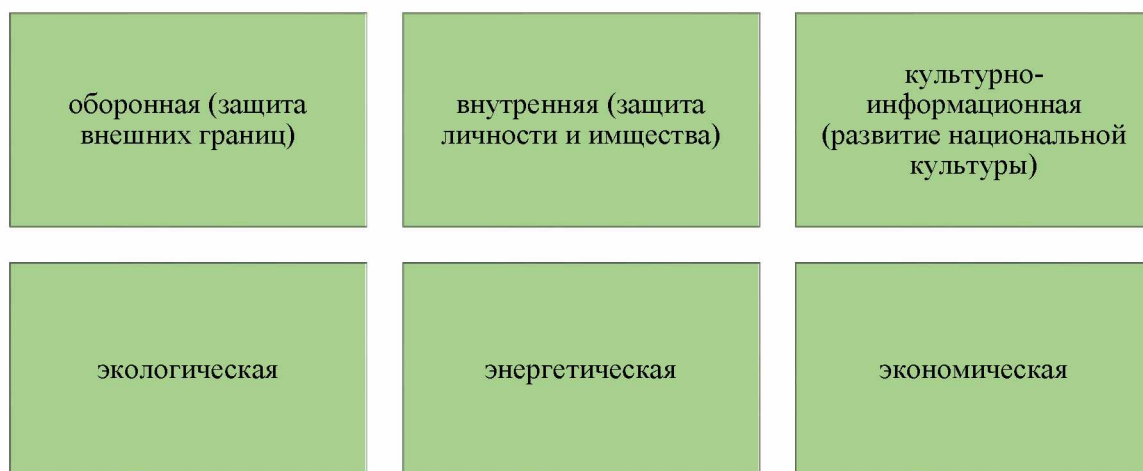 оборонная (защита
внешних границ)
внутренняя (защита
личности и имщества)
культурно-
информационная
(развитие национальной
культуры)
экологическая
энергетическая
экономическая